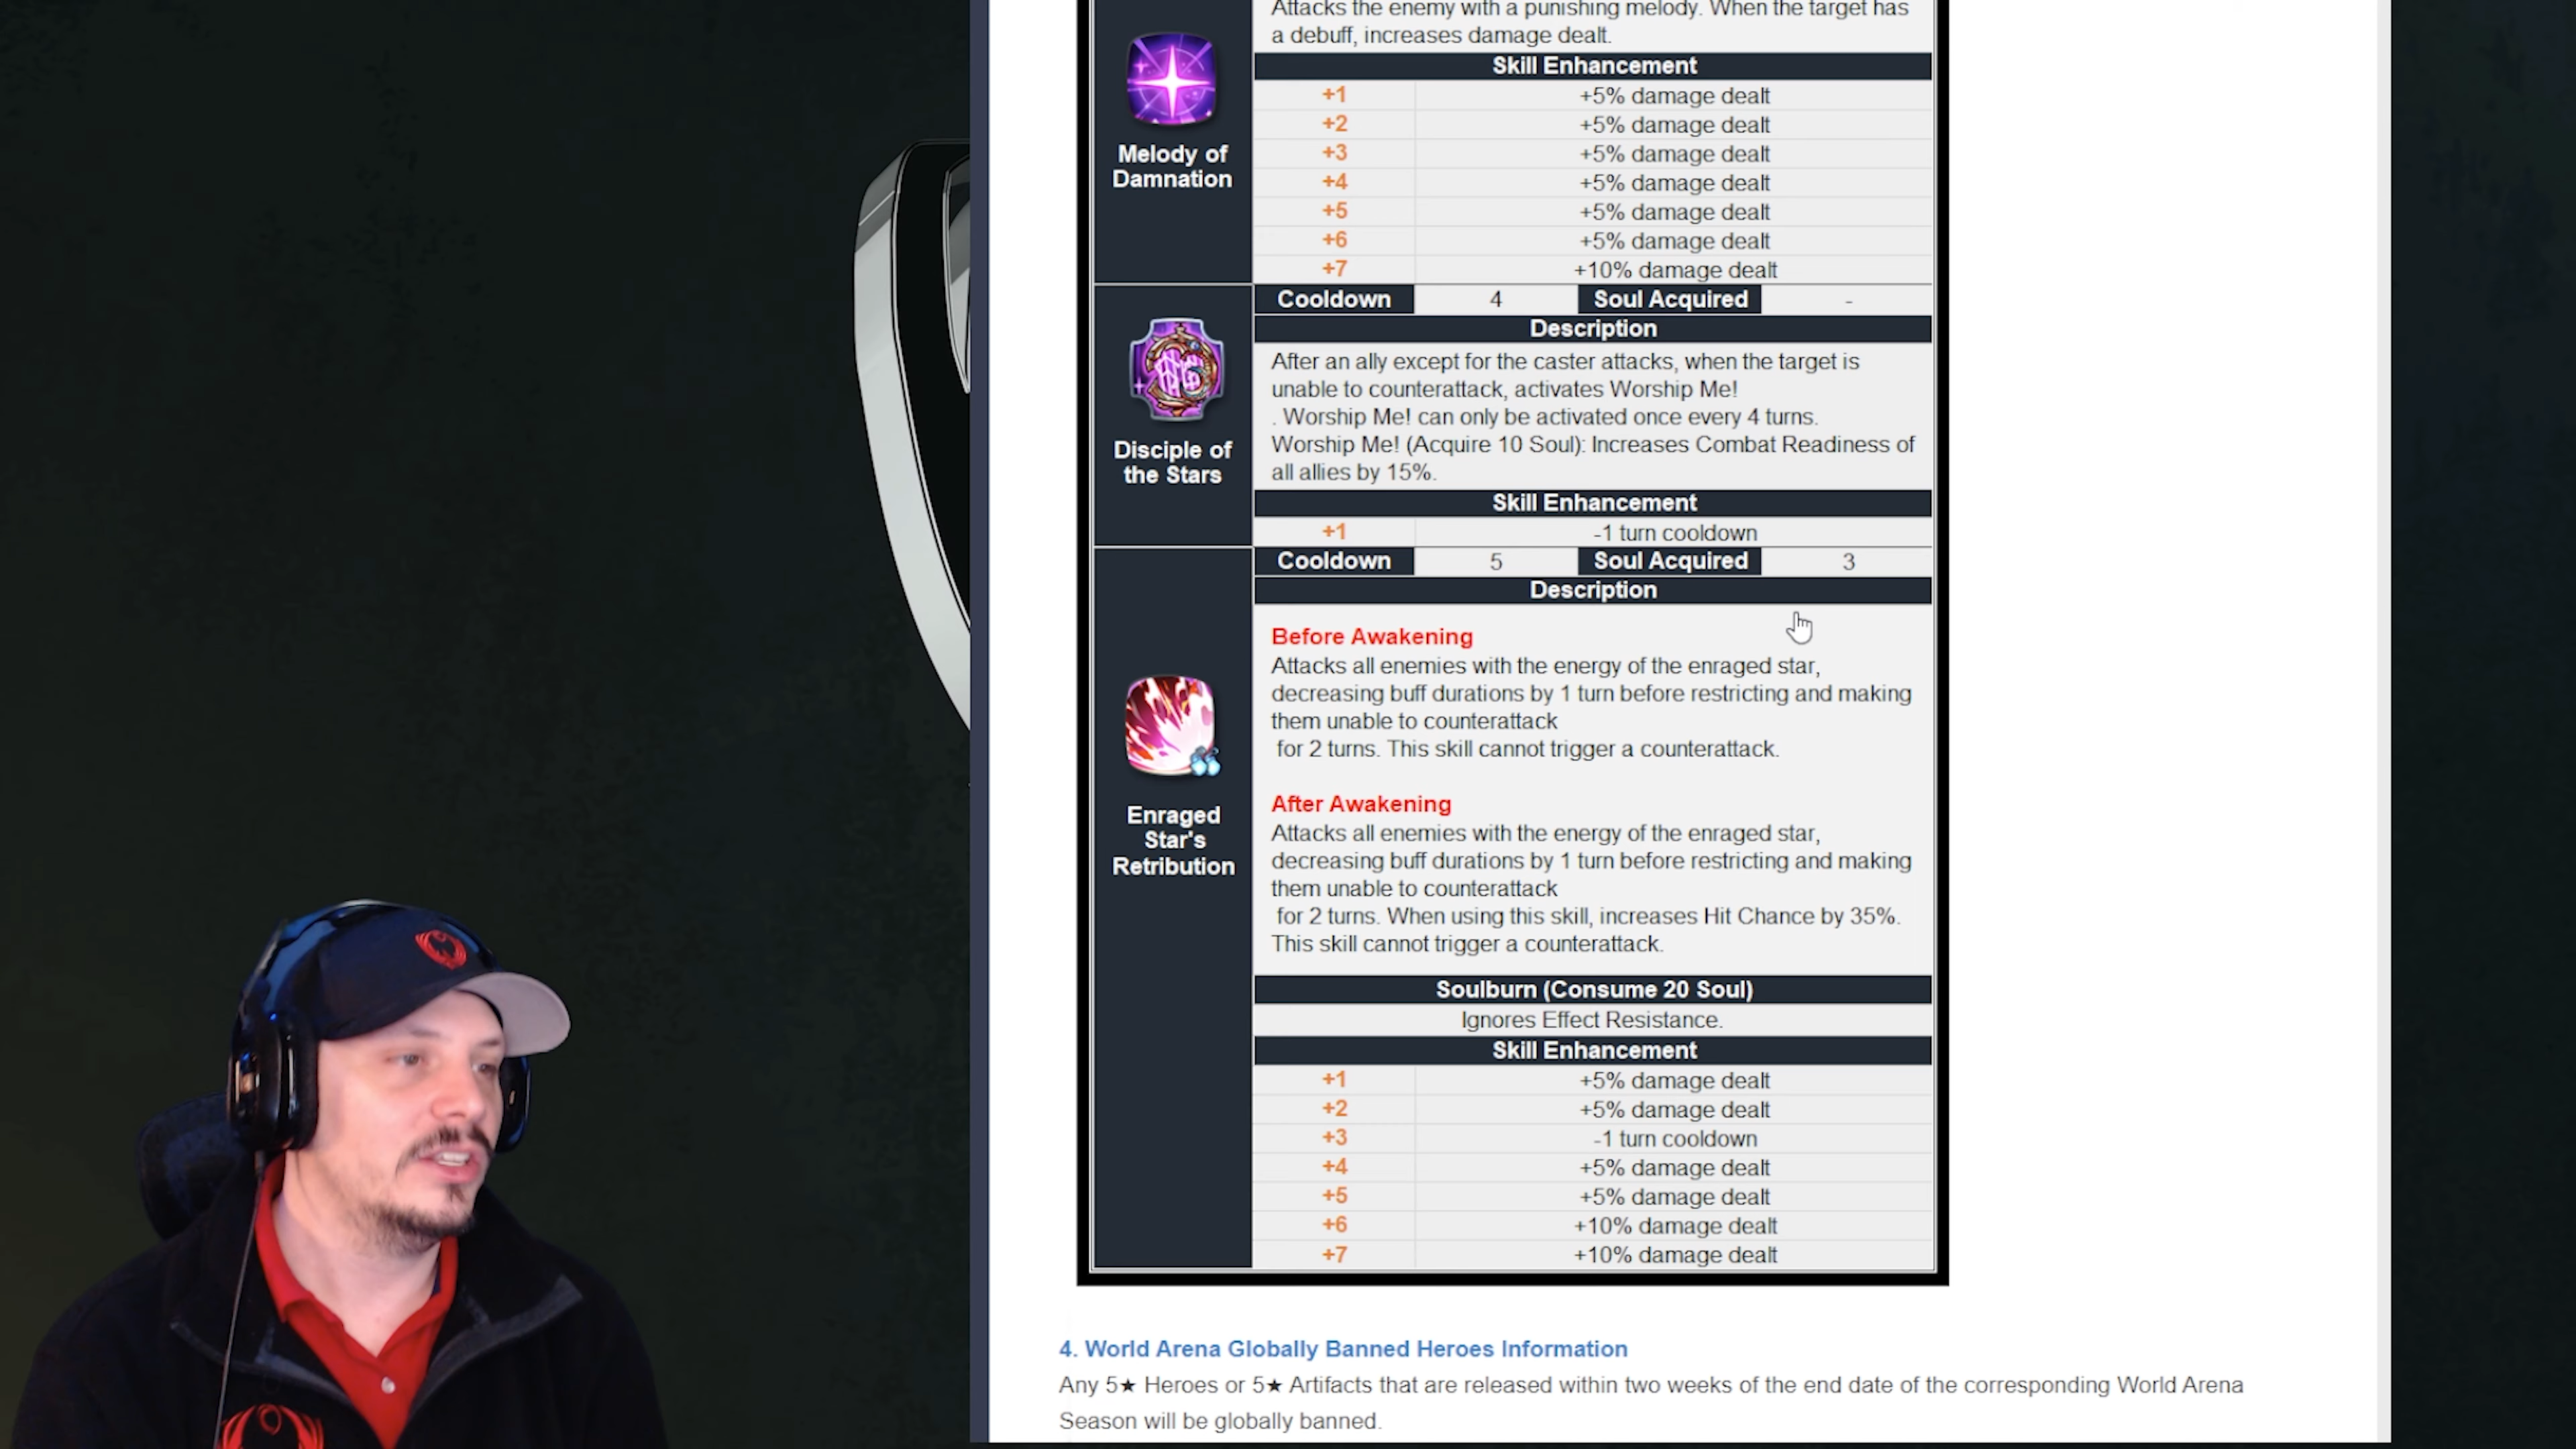 Attacks the enemy with a punishing melody. When the target has
a debuff, increases damage dealt.
Melody of
Damnation
Skill Enhancement
+1 +5% damage dealt
+2 +5% damage dealt
+3 +5% damage dealt
+4 +5% damage dealt
+5 +5% damage dealt
+6 +5% damage dealt
+7 +10% damage dealt
Disciple of
the Stars
Cooldown 4 Soul Acquired -
Description
After an ally except for the caster attacks, when the target is
unable to counterattack, activates Worship Me!
. Worship Me! can only be activated once every 4 turns.
Worship Me! (Acquire 10 Soul): Increases Combat Readiness of
all allies by 15%.
Skill Enhancement
+1 -1 turn cooldown
Enraged
Star's
Retribution
Cooldown 5 Soul Acquired 3
Description
Before Awakening
Attacks all enemies with the energy of the enraged star,
decreasing buff durations by 1 turn before restricting and making
them unable to counterattack
for 2 turns. This skill cannot trigger a counterattack.
After Awakening
Attacks all enemies with the energy of the enraged star,
decreasing buff durations by 1 turn before restricting and making
them unable to counterattack
for 2 turns. When using this skill, increases Hit Chance by 35%.
This skill cannot trigger a counterattack.
Soulburn (Consume 20 Soul)
Ignores Effect Resistance.
Skill Enhancement
+1 +5% damage dealt
+2 +5% damage dealt
+3 -1 turn cooldown
+4 +5% damage dealt
+5 +5% damage dealt
+6 +10% damage dealt
+7 +10% damage dealt
4. World Arena Globally Banned Heroes Information
Any 5★ Heroes or 5★ Artifacts that are released within two weeks of the end date of the corresponding World Arena
Season will be globally banned.